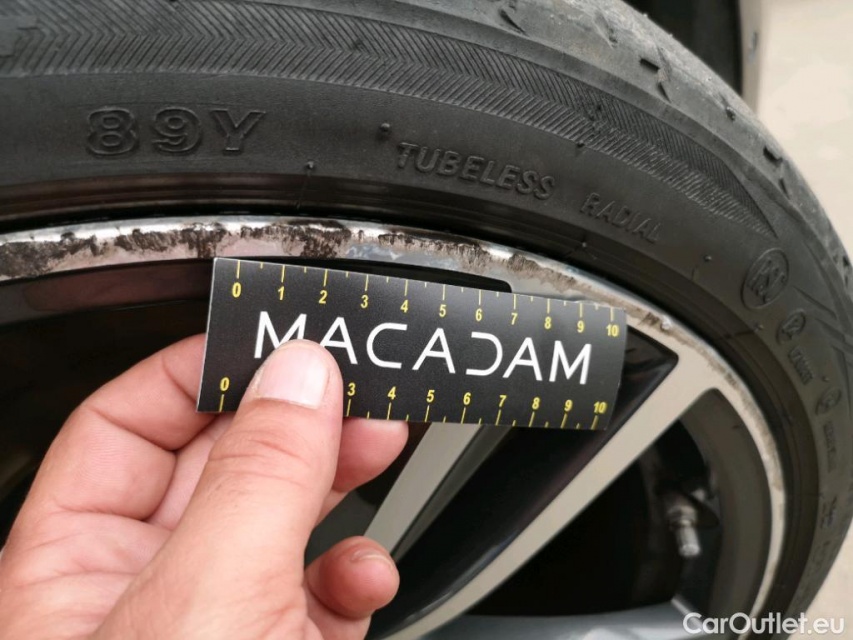 89Y
TUBELESS RADIAL
0 1 2 3 4 5 6 7 8 9 10
MACADAM
0 3 4 5 6 7 8 9 10
CarOutlet.eu